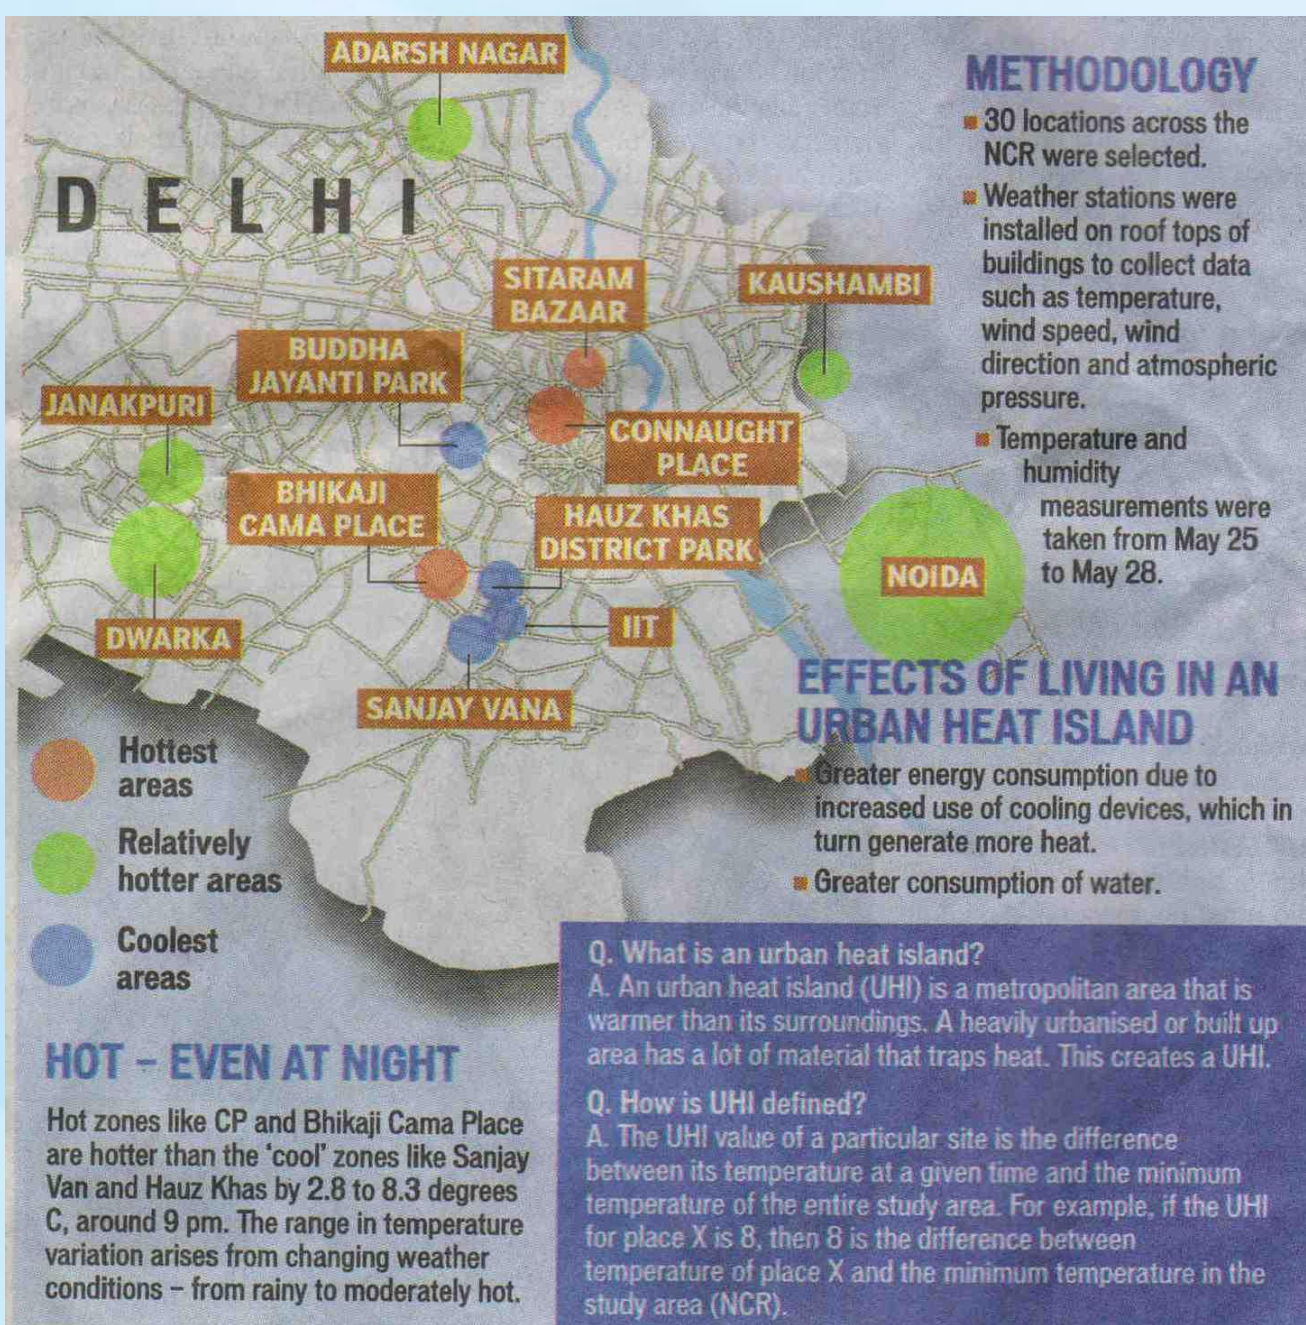 ADARSH NAGAR
DELHI
SITARAM
BAZAAR
KAUSHAMBI
BUDDHA
JAYANTI PARK
JANAKPURI
CONNAUGHT
PLACE
BHIKAJI
CAMA PLACE
HAUZ KHAS
DISTRICT PARK
NOIDA
DWARKA
IIT
SANJAY VANA
Hottest
areas
Relatively
hotter areas
Coolest
areas
METHODOLOGY
30 locations across the
NCR were selected.
Weather stations were
installed on roof tops of
buildings to collect data
such as temperature,
wind speed, wind
direction and atmospheric
pressure.
Temperature and
humidity
measurements were
taken from May 25
to May 28.
EFFECTS OF LIVING IN AN
URBAN HEAT ISLAND
Greater energy consumption due to
increased use of cooling devices, which in
turn generate more heat.
Greater consumption of water.
HOT – EVEN AT NIGHT
Hot zones like CP and Bhikaji Cama Place
are hotter than the ‘cool’ zones like Sanjay
Van and Hauz Khas by 2.8 to 8.3 degrees
C, around 9 pm. The range in temperature
variation arises from changing weather
conditions – from rainy to moderately hot.
Q. What is an urban heat island?
A. An urban heat island (UHI) is a metropolitan area that is
warmer than its surroundings. A heavily urbanised or built up
area has a lot of material that traps heat. This creates a UHI.
Q. How is UHI defined?
A. The UHI value of a particular site is the difference
between its temperature at a given time and the minimum
temperature of the entire study area. For example, if the UHI
for place X is 8, then 8 is the difference between
temperature of place X and the minimum temperature in the
study area (NCR).